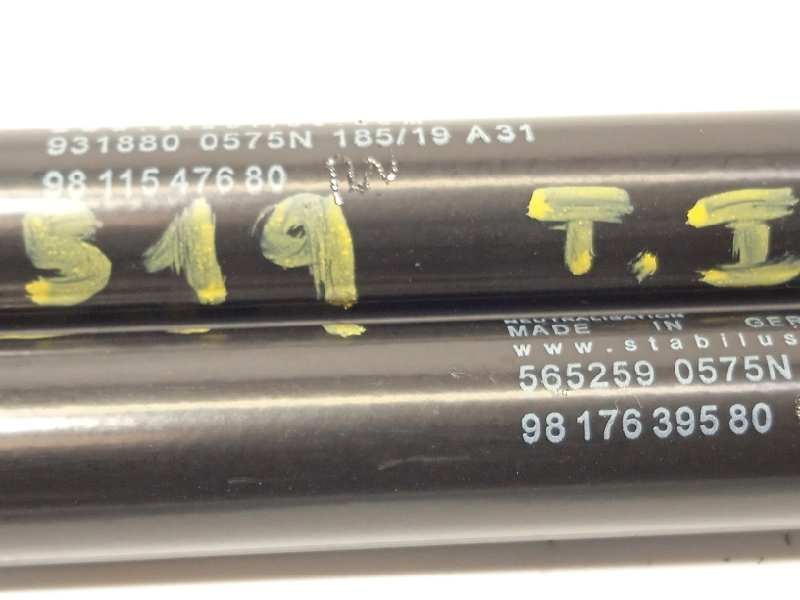 931880 0575N 185/19 A31
98 115 476 80
519 T.I
NEUTRALISATION
MADE IN GER
www.stabilus
565259 0575N
98 176 395 80